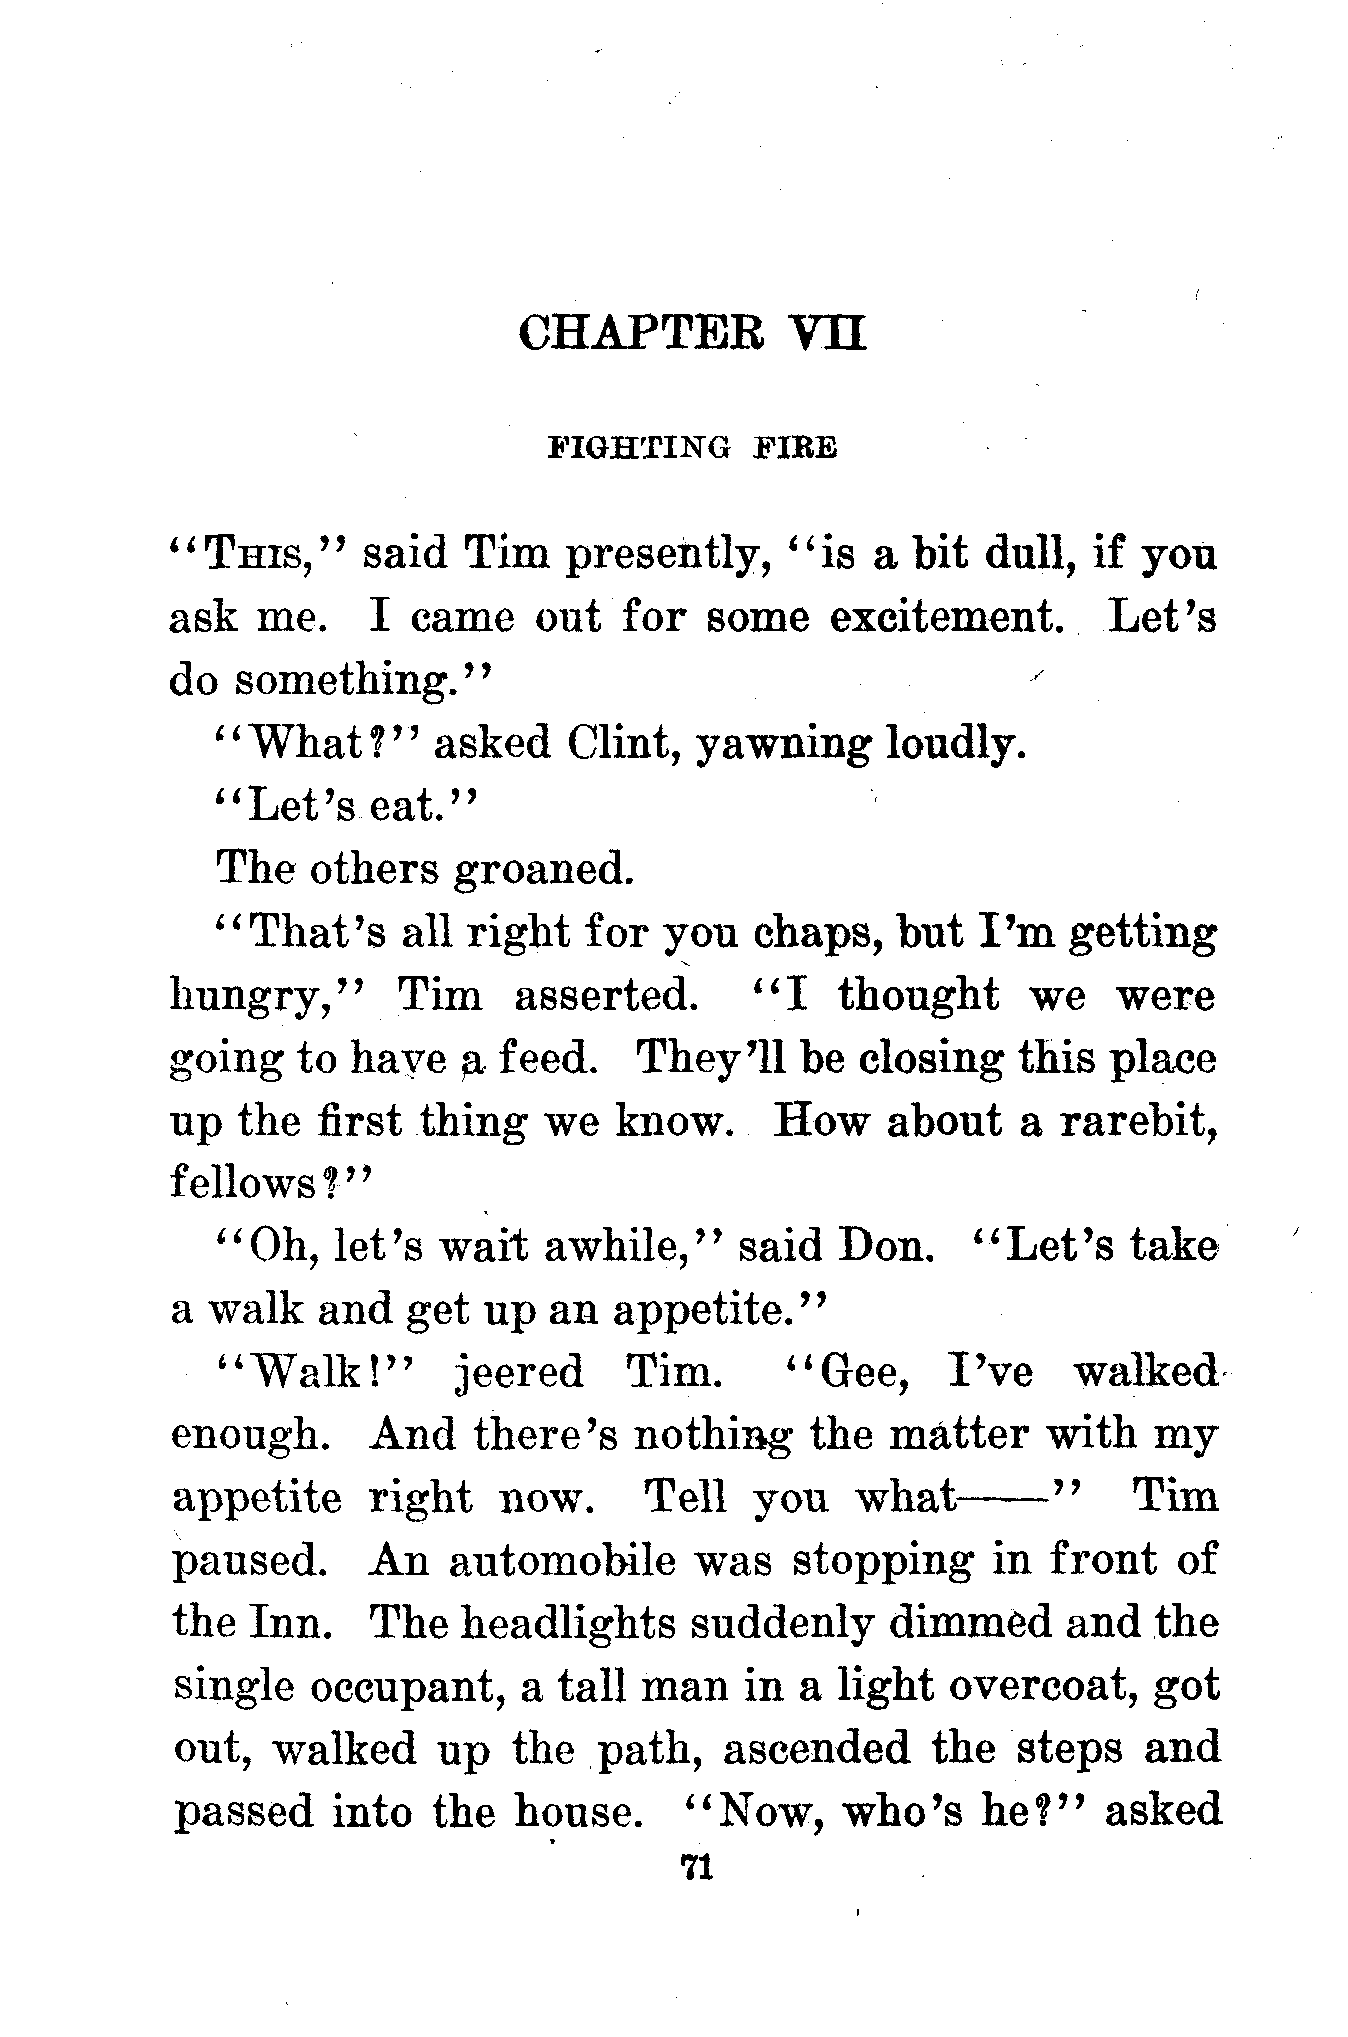 CHAPTER VII
FIGHTING FIRE
"THIS," said Tim presently, "is a bit dull, if you
ask me. I came out for some excitement. Let's
do something."
"What?" asked Clint, yawning loudly.
"Let's eat."
The others groaned.
"That's all right for you chaps, but I'm getting
hungry," Tim asserted. "I thought we were
going to have a feed. They'll be closing this place
up the first thing we know. How about a rarebit,
fellows?"
"Oh, let's wait awhile," said Don. "Let's take
a walk and get up an appetite."
"Walk!" jeered Tim. "Gee, I've walked
enough. And there's nothing the matter with my
appetite right now. Tell you what——" Tim
paused. An automobile was stopping in front of
the Inn. The headlights suddenly dimmed and the
single occupant, a tall man in a light overcoat, got
out, walked up the path, ascended the steps and
passed into the house. "Now, who's he?" asked
71